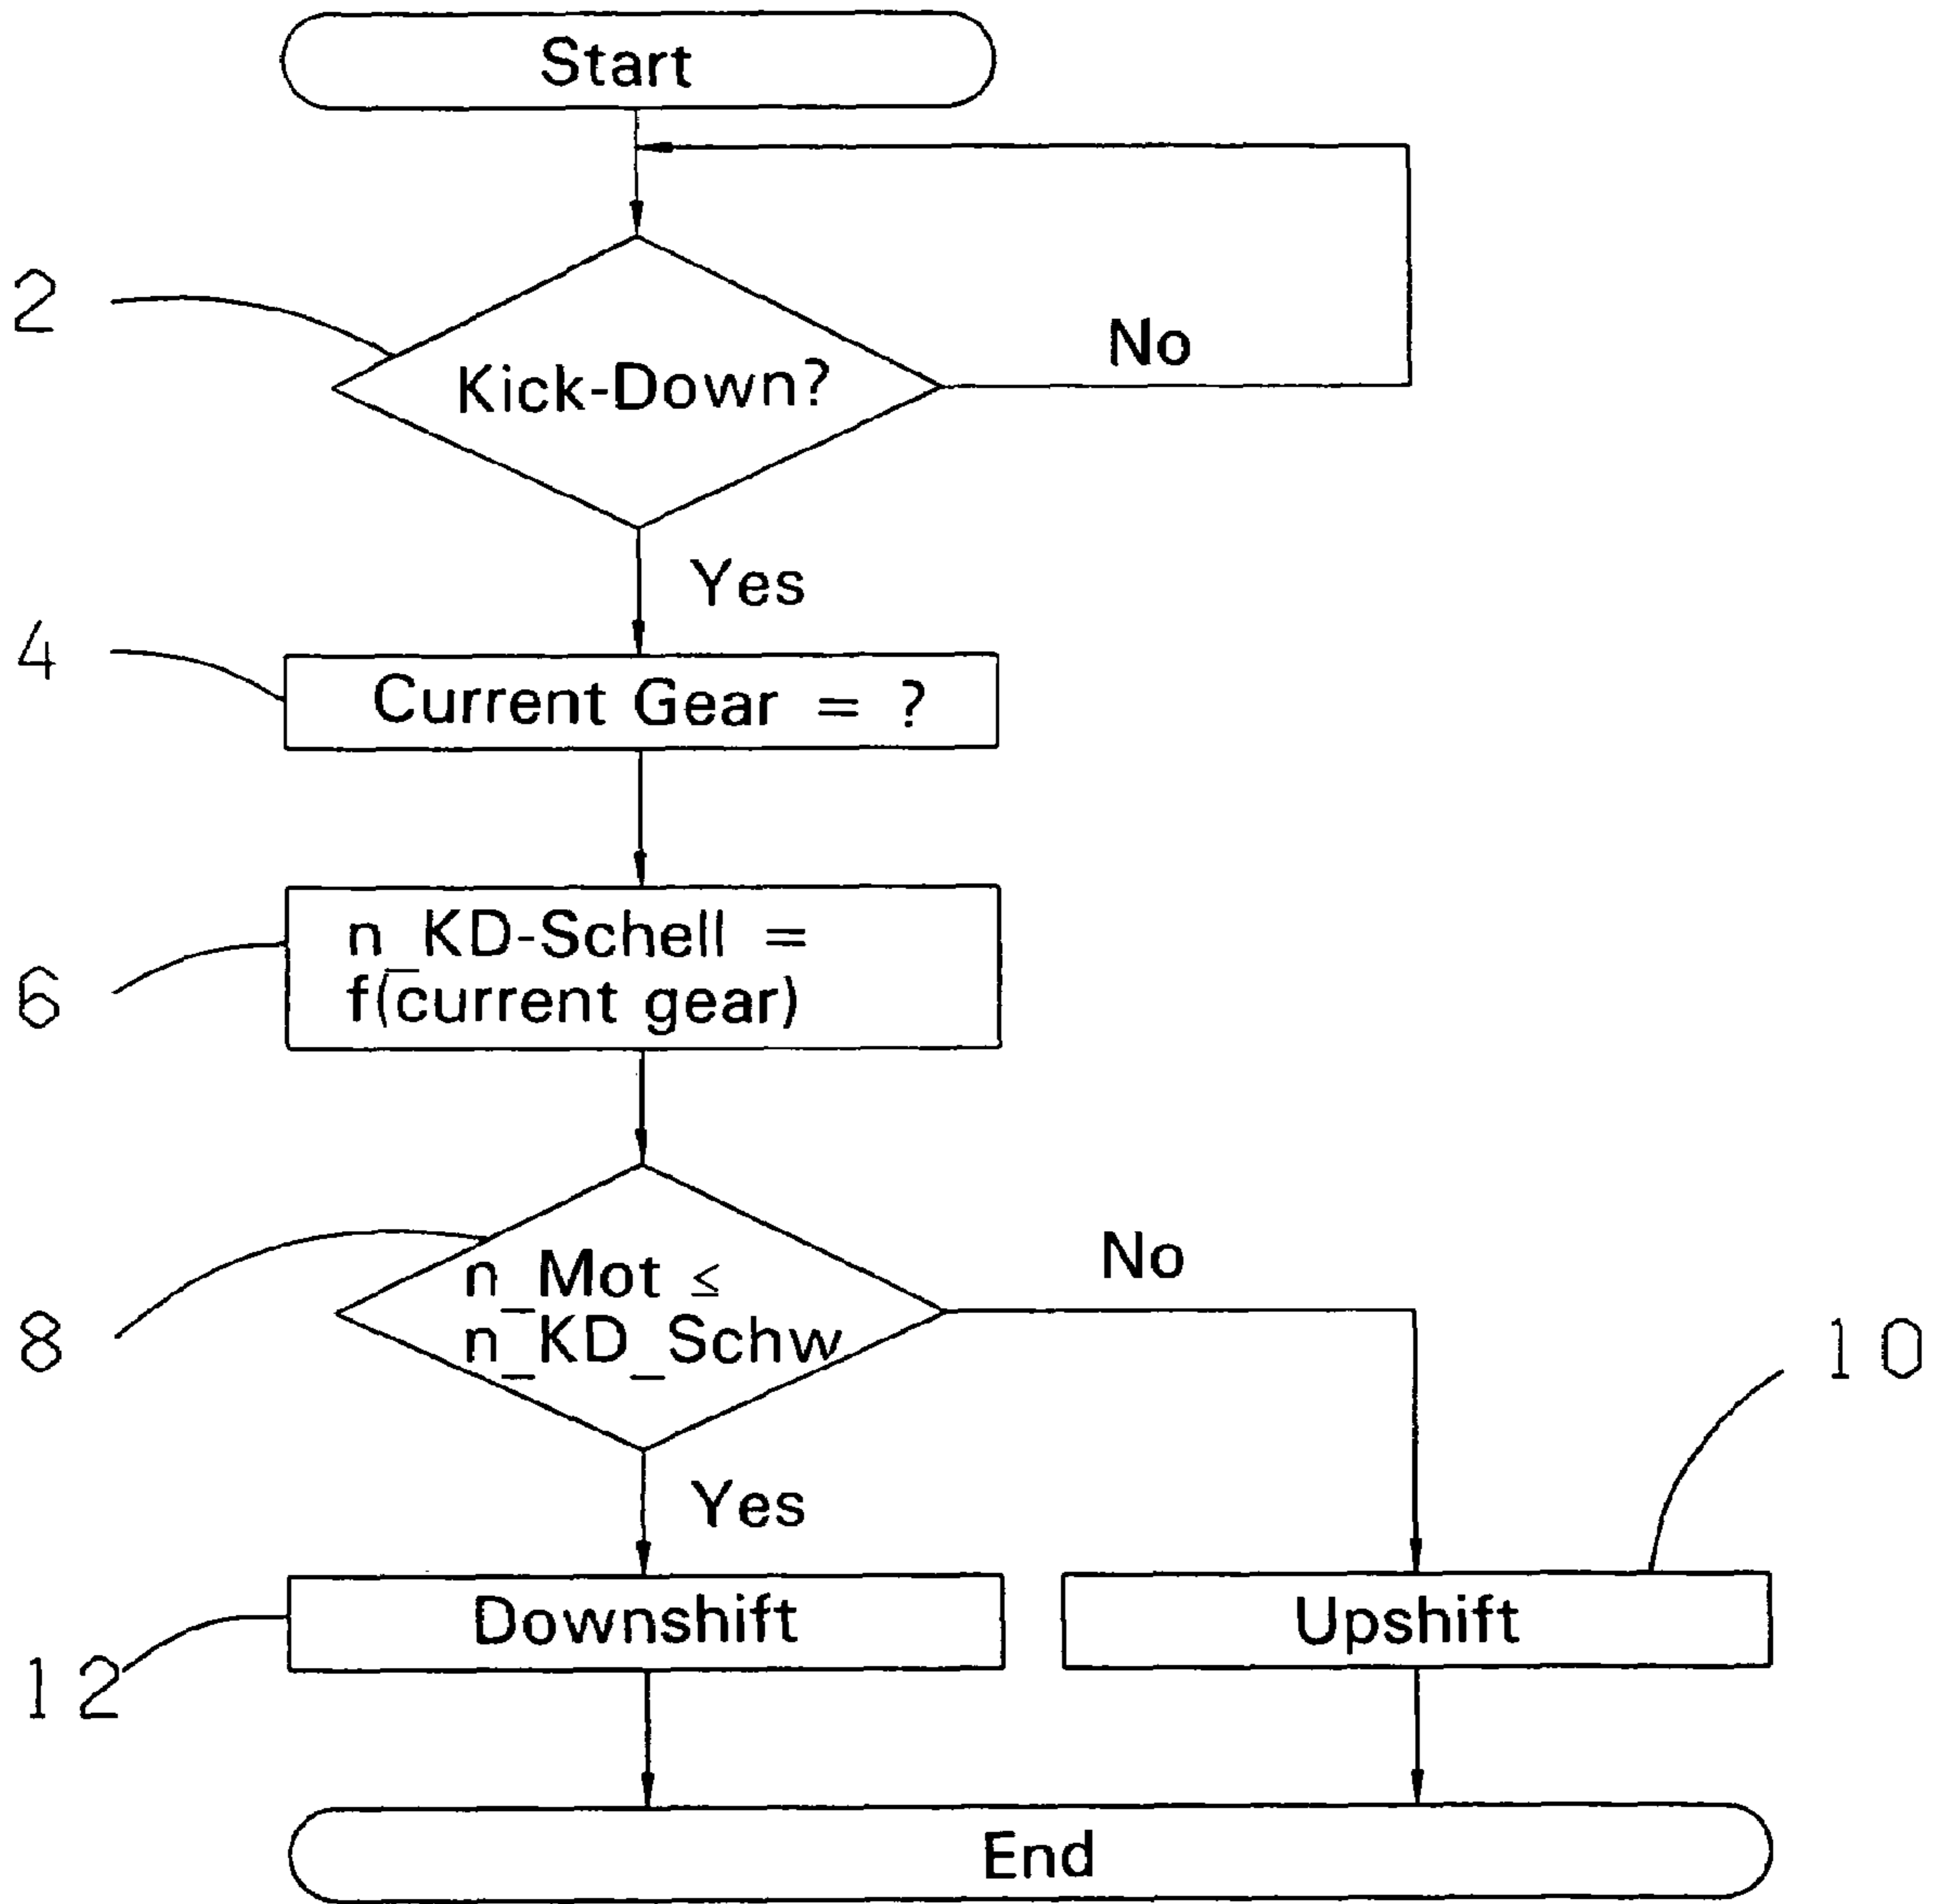 Start
2
Kick-Down?
No
Yes
4
Current Gear = ?
6
n_KD-Schell =
f(current gear)
8
n_Mot ≤
n_KD_Schw
No
10
Yes
12
Downshift
Upshift
End